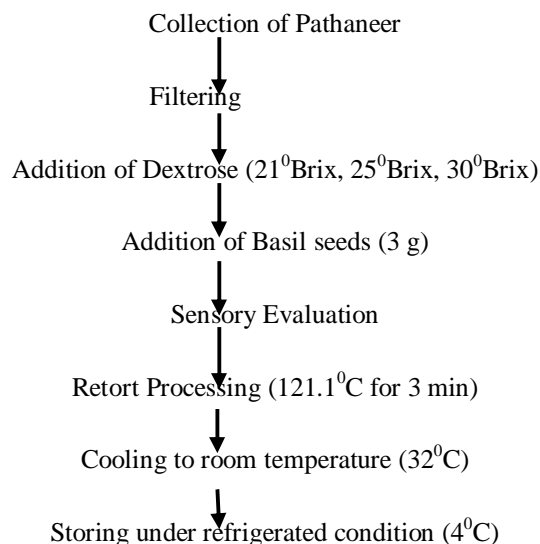 Collection of Pathaneer
Filtering
Addition of Dextrose (21⁰Brix, 25⁰Brix, 30⁰Brix)
Addition of Basil seeds (3 g)
Sensory Evaluation
Retort Processing (121.1⁰C for 3 min)
Cooling to room temperature (32⁰C)
Storing under refrigerated condition (4⁰C)